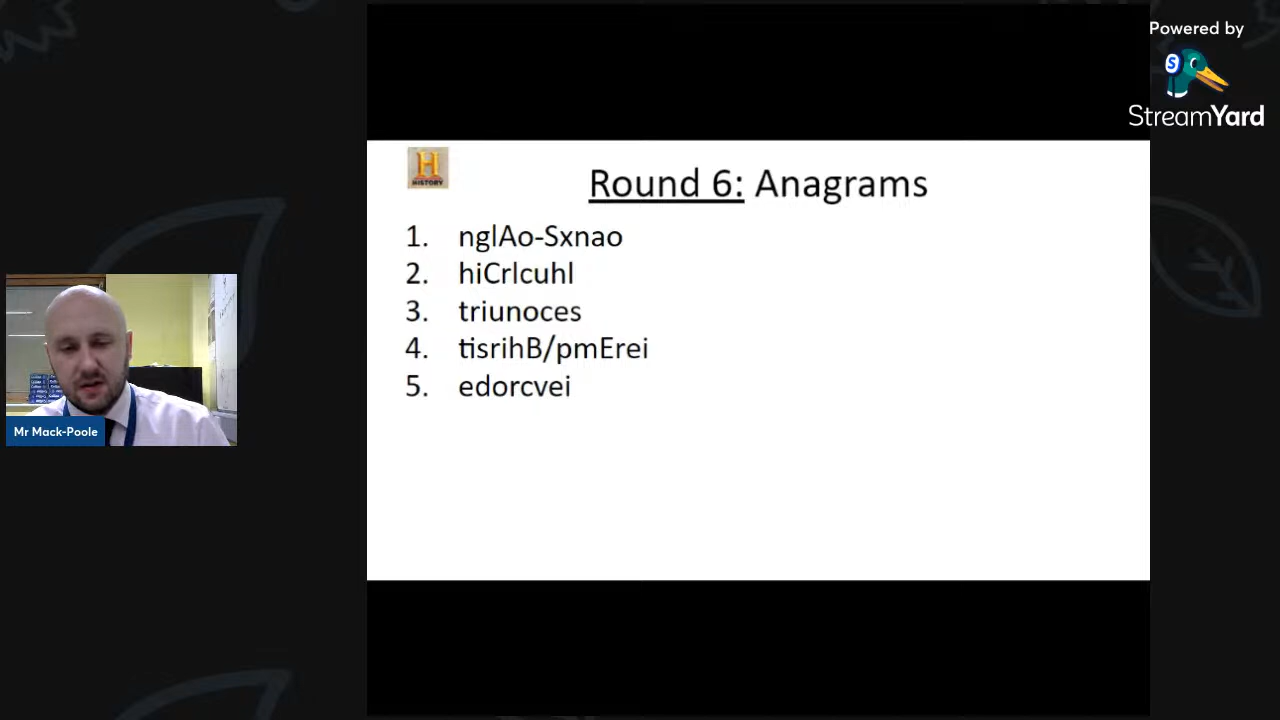 Powered by
StreamYard
H
HISTORY
Round 6: Anagrams
1. nglAo-Sxnao
2. hiCrlcuhl
3. triunoces
4. tisrihB/pmErei
5. edorcvei
Mr Mack-Poole